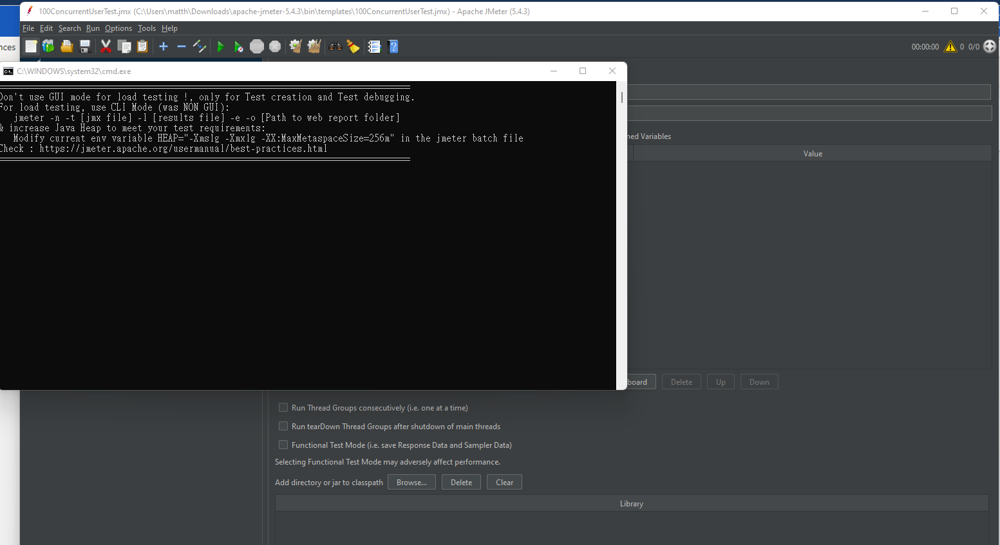 100ConcurrentUserTest.jmx (C:\Users\matth\Downloads\apache-jmeter-5.4.3\bin\templates\100ConcurrentUserTest.jmx) - Apache JMeter (5.4.3)
File Edit Search Run Options Tools Help
nces
STOP
00:00:00 0 0/0
C:\WINDOWS\system32\cmd.exe
================================================================================
Don't use GUI mode for load testing !, only for Test creation and Test debugging.
For load testing, use CLI Mode (was NON GUI):
jmeter -n -t [jmx file] -l [results file] -e -o [Path to web report folder]
& increase Java Heap to meet your test requirements:
Modify current env variable HEAP="-Xms1g -Xmx1g -XX:MaxMetaspaceSize=256m" in the jmeter batch file
Check : https://jmeter.apache.org/usermanual/best-practices.html
================================================================================
ned Variables
Value
board Delete Up Down
Run Thread Groups consecutively (i.e. one at a time)
Run tearDown Thread Groups after shutdown of main threads
Functional Test Mode (i.e. save Response Data and Sampler Data)
Selecting Functional Test Mode may adversely affect performance.
Add directory or jar to classpath Browse... Delete Clear
Library